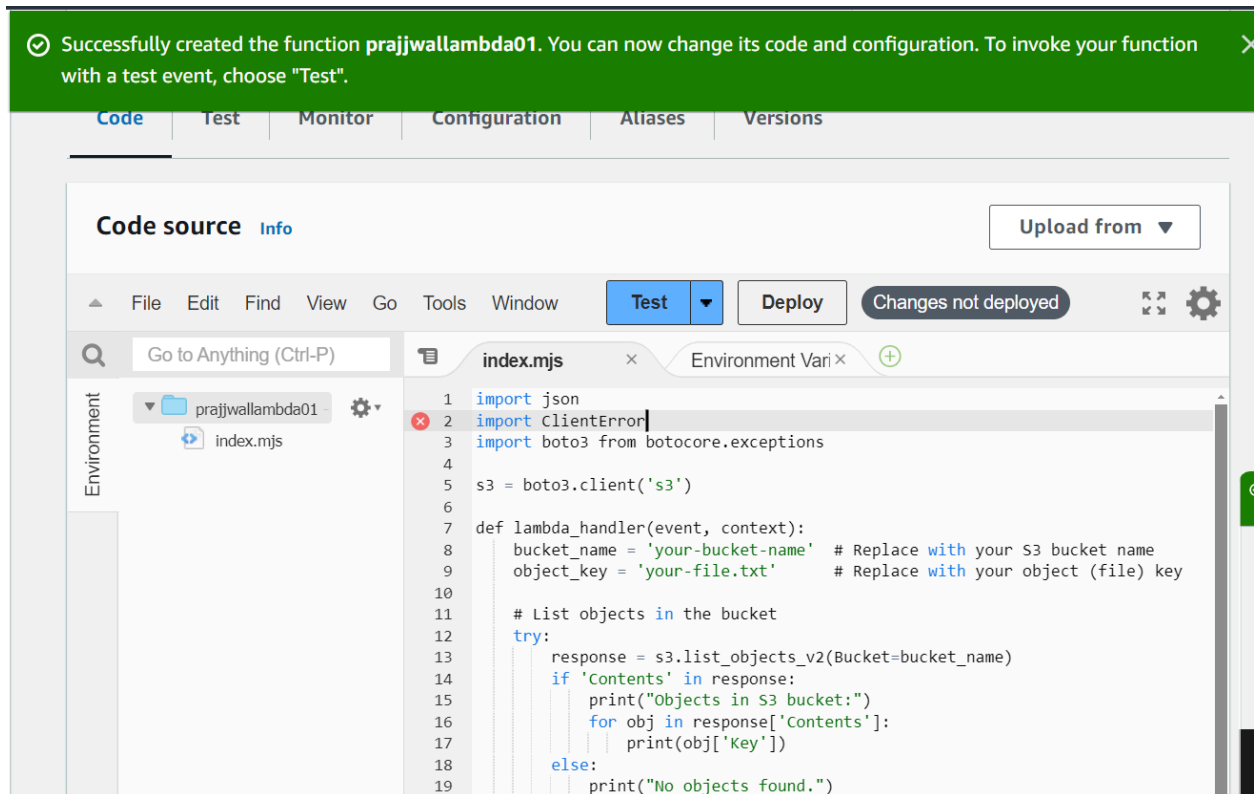 Successfully created the function prajjwallambda01. You can now change its code and configuration. To invoke your function
with a test event, choose "Test".
Code Test Monitor Configuration Aliases Versions
Code source Info
Upload from
File Edit Find View Go Tools Window
Test
Deploy
Changes not deployed
Go to Anything (Ctrl-P)
index.mjs
Environment Vari
Environment
prajjwallambda01 -
index.mjs
1 import json
2 import ClientError
3 import boto3 from botocore.exceptions
4
5 s3 = boto3.client('s3')
6
7 def lambda_handler(event, context):
8 bucket_name = 'your-bucket-name' # Replace with your S3 bucket name
9 object_key = 'your-file.txt' # Replace with your object (file) key
10
11 # List objects in the bucket
12 try:
13 response = s3.list_objects_v2(Bucket=bucket_name)
14 if 'Contents' in response:
15 print("Objects in S3 bucket:")
16 for obj in response['Contents']:
17 print(obj['Key'])
18 else:
19 print("No objects found.")